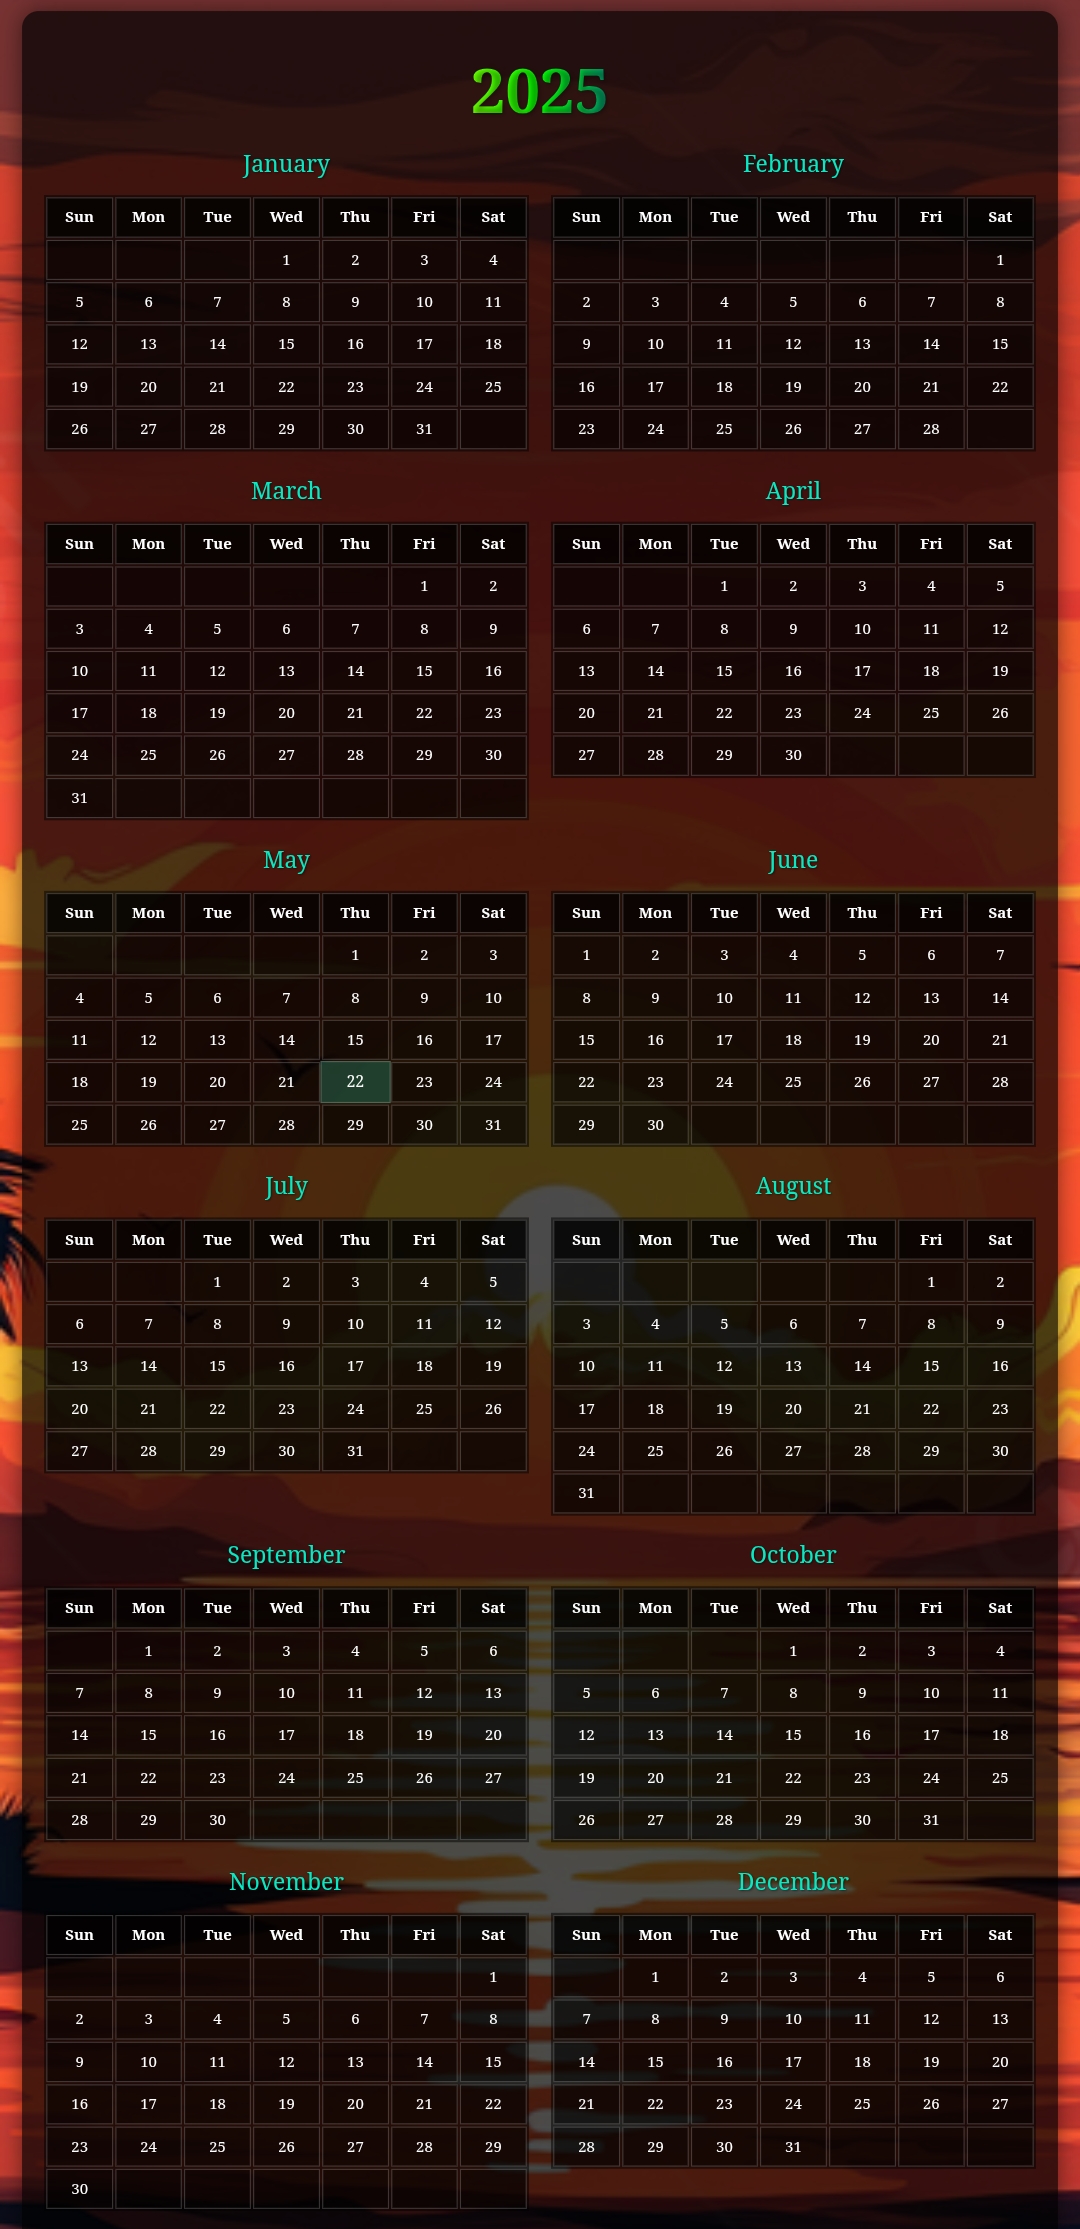 2025
January
Sun Mon Tue Wed Thu Fri Sat
1 2 3 4
5 6 7 8 9 10 11
12 13 14 15 16 17 18
19 20 21 22 23 24 25
26 27 28 29 30 31
February
Sun Mon Tue Wed Thu Fri Sat
1
2 3 4 5 6 7 8
9 10 11 12 13 14 15
16 17 18 19 20 21 22
23 24 25 26 27 28
March
Sun Mon Tue Wed Thu Fri Sat
1 2
3 4 5 6 7 8 9
10 11 12 13 14 15 16
17 18 19 20 21 22 23
24 25 26 27 28 29 30
31
April
Sun Mon Tue Wed Thu Fri Sat
1 2 3 4 5
6 7 8 9 10 11 12
13 14 15 16 17 18 19
20 21 22 23 24 25 26
27 28 29 30
May
Sun Mon Tue Wed Thu Fri Sat
1 2 3
4 5 6 7 8 9 10
11 12 13 14 15 16 17
18 19 20 21 22 23 24
25 26 27 28 29 30 31
June
Sun Mon Tue Wed Thu Fri Sat
1 2 3 4 5 6 7
8 9 10 11 12 13 14
15 16 17 18 19 20 21
22 23 24 25 26 27 28
29 30
July
Sun Mon Tue Wed Thu Fri Sat
1 2 3 4 5
6 7 8 9 10 11 12
13 14 15 16 17 18 19
20 21 22 23 24 25 26
27 28 29 30 31
August
Sun Mon Tue Wed Thu Fri Sat
1 2
3 4 5 6 7 8 9
10 11 12 13 14 15 16
17 18 19 20 21 22 23
24 25 26 27 28 29 30
31
September
Sun Mon Tue Wed Thu Fri Sat
1 2 3 4 5 6
7 8 9 10 11 12 13
14 15 16 17 18 19 20
21 22 23 24 25 26 27
28 29 30
October
Sun Mon Tue Wed Thu Fri Sat
1 2 3 4
5 6 7 8 9 10 11
12 13 14 15 16 17 18
19 20 21 22 23 24 25
26 27 28 29 30 31
November
Sun Mon Tue Wed Thu Fri Sat
1
2 3 4 5 6 7 8
9 10 11 12 13 14 15
16 17 18 19 20 21 22
23 24 25 26 27 28 29
30
December
Sun Mon Tue Wed Thu Fri Sat
1 2 3 4 5 6
7 8 9 10 11 12 13
14 15 16 17 18 19 20
21 22 23 24 25 26 27
28 29 30 31